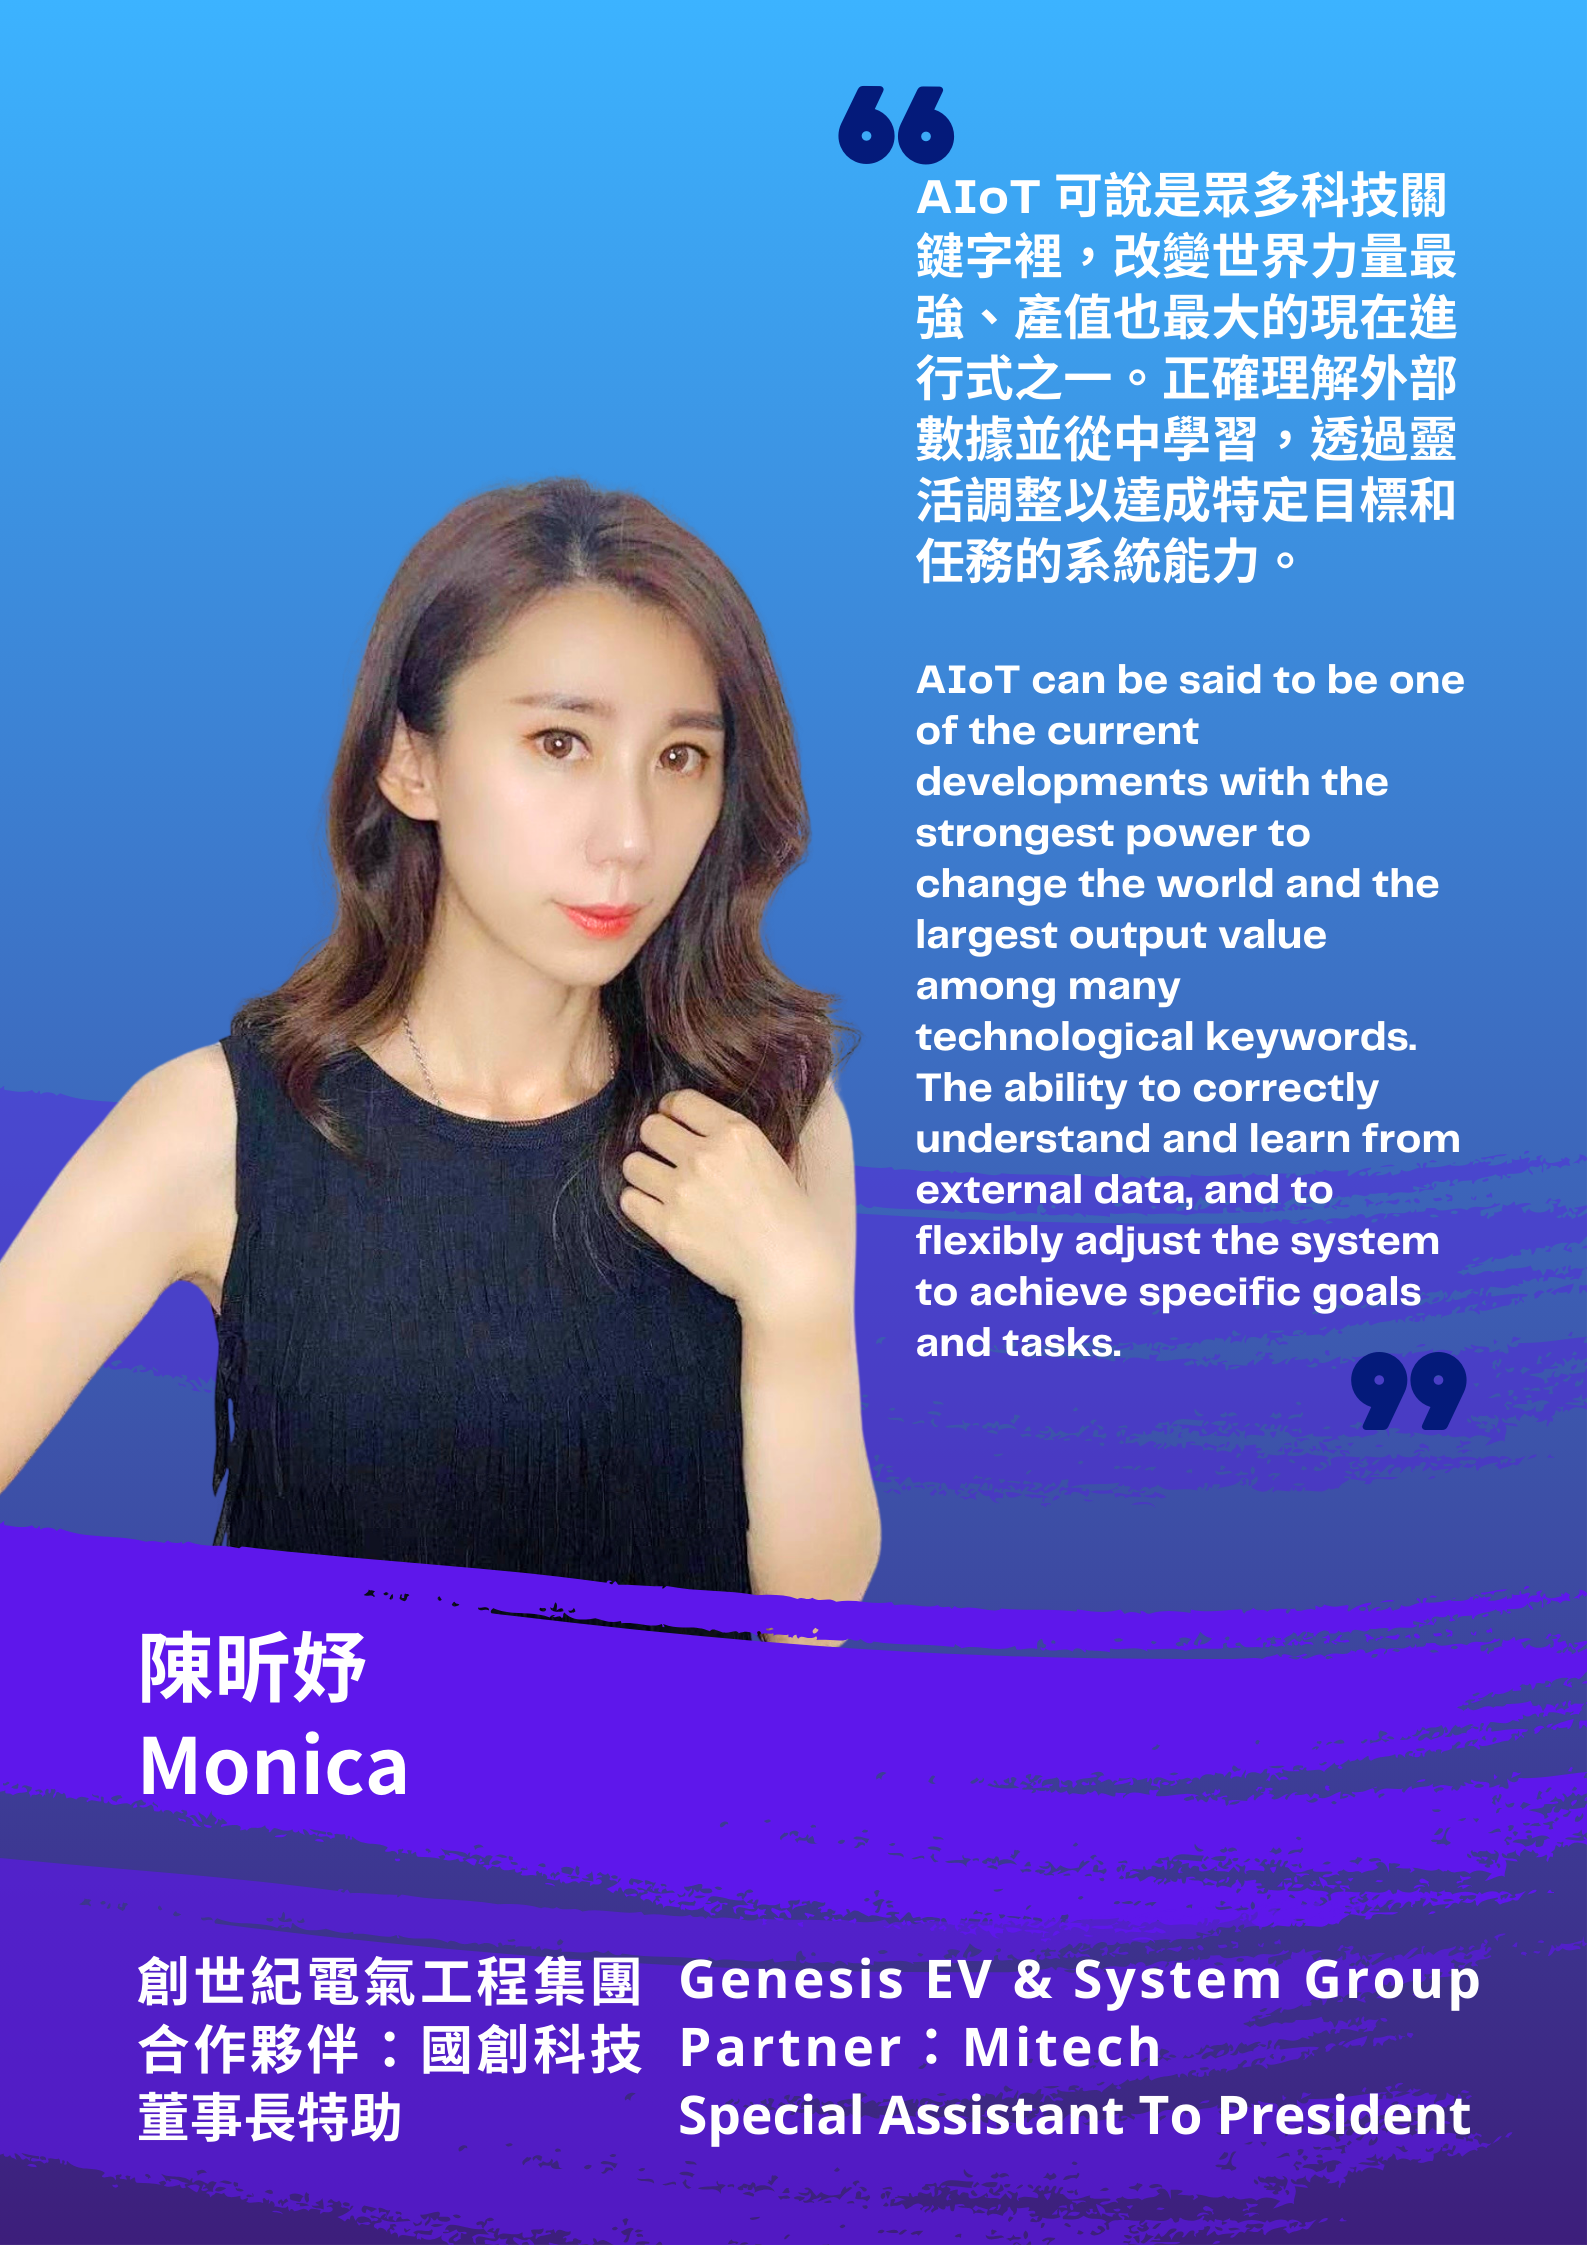 AIoT 可說是眾多科技關
鍵字裡，改變世界力量最
強、產值也最大的現在進
行式之一。正確理解外部
數據並從中學習，透過靈
活調整以達成特定目標和
任務的系統能力。
AIoT can be said to be one
of the current
developments with the
strongest power to
change the world and the
largest output value
among many
technological keywords.
The ability to correctly
understand and learn from
external data, and to
flexibly adjust the system
to achieve specific goals
and tasks.
陳昕妤
Monica
創世紀電氣工程集團
合作夥伴：國創科技
董事長特助
Genesis EV & System Group
Partner：Mitech
Special Assistant To President